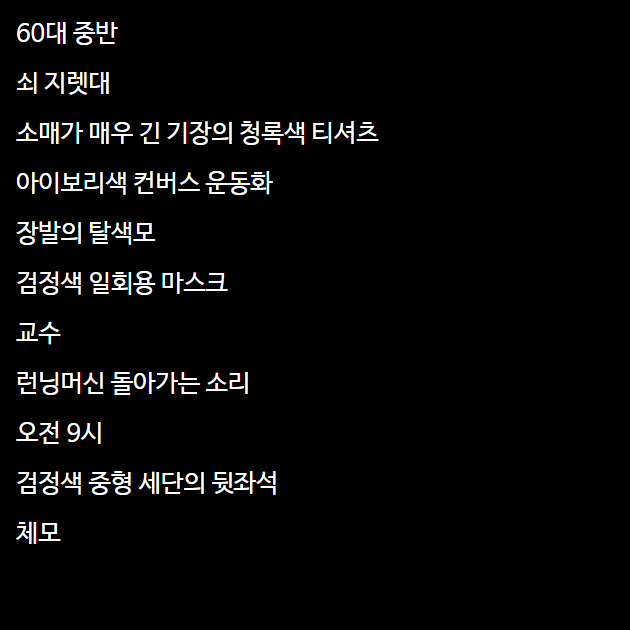 60대 중반
쇠 지렛대
소매가 매우 긴 기장의 청록색 티셔츠
아이보리색 컨버스 운동화
장발의 탈색모
검정색 일회용 마스크
교수
런닝머신 돌아가는 소리
오전 9시
검정색 중형 세단의 뒷좌석
체모